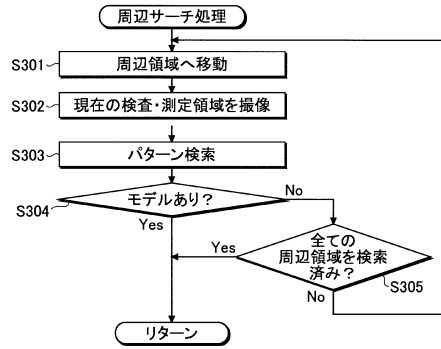 周辺サーチ処理
S301
周辺領域へ移動
S302
現在の検査・測定領域を撮像
S303
パターン検索
S304
モデルあり?
No
Yes
全ての
周辺領域を検索
済み?
Yes
S305
No
リターン